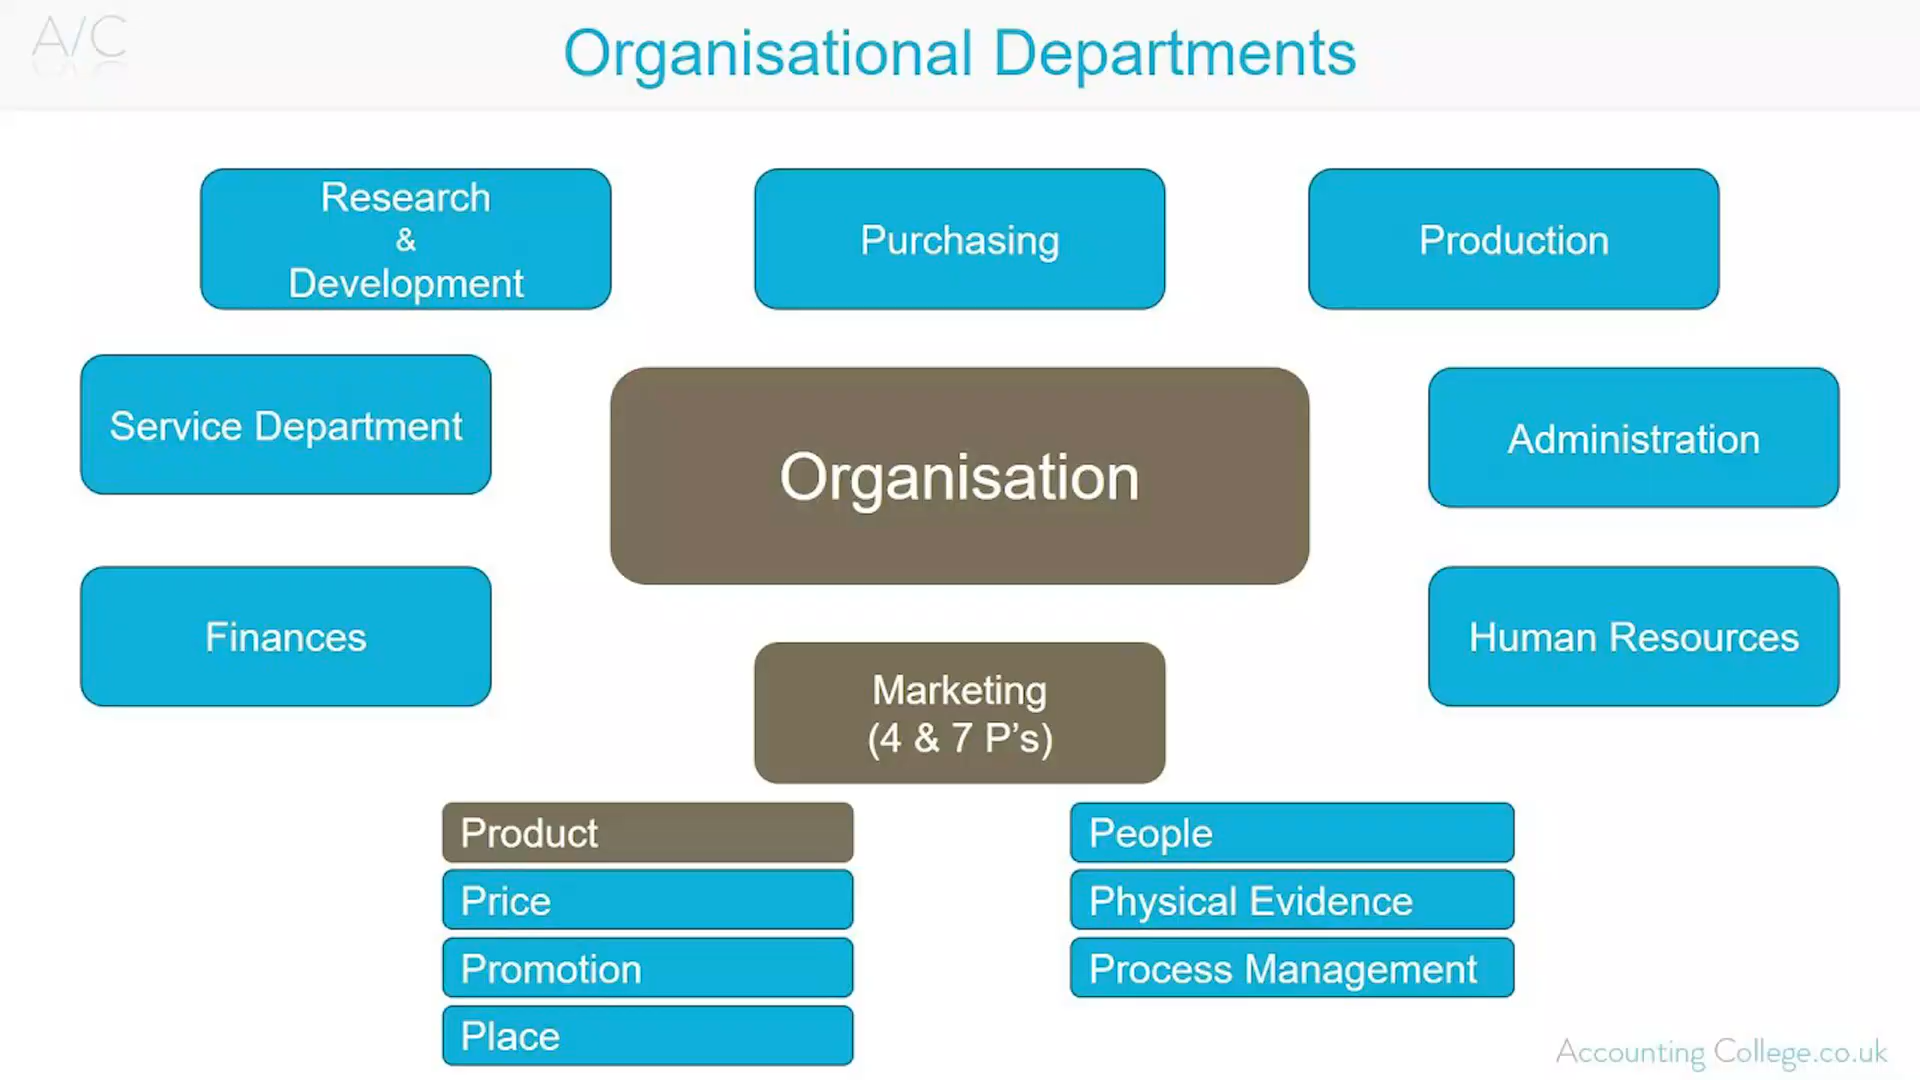 A/C
Organisational Departments
Research
&
Development
Purchasing
Production
Service Department
Organisation
Administration
Finances
Human Resources
Marketing
(4 & 7 P’s)
Product
Price
Promotion
Place
People
Physical Evidence
Process Management
Accounting College.co.uk